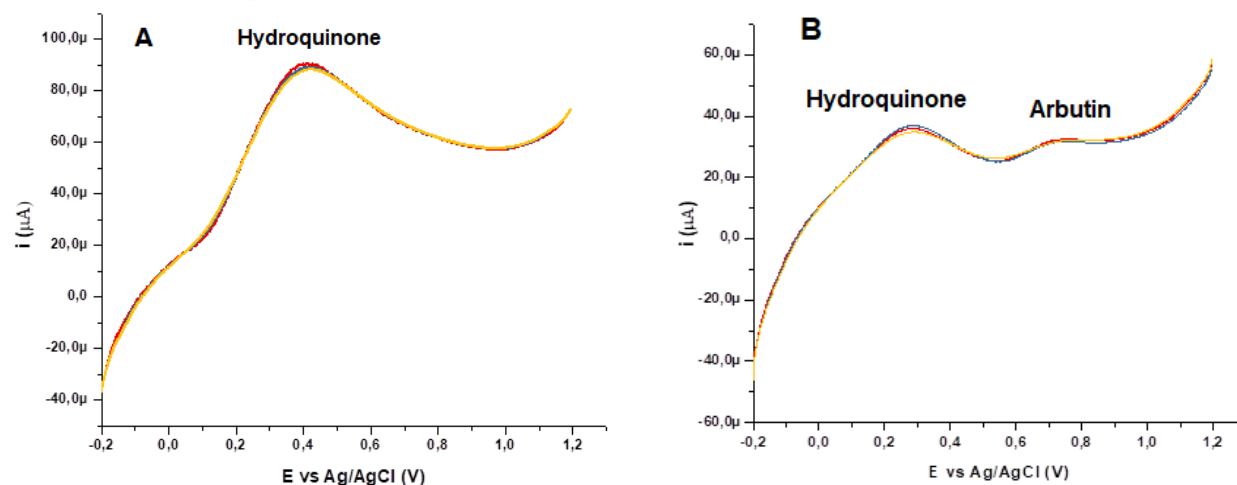 A
Hydroquinone
100,0µ
80,0µ
60,0µ
40,0µ
20,0µ
0,0
-20,0µ
-40,0µ
i (µA)
-0,2 0,0 0,2 0,4 0,6 0,8 1,0 1,2
E vs Ag/AgCl (V)
B
Hydroquinone
Arbutin
60,0µ
40,0µ
20,0µ
0,0
-20,0µ
-40,0µ
-60,0µ
i (µA)
-0,2 0,0 0,2 0,4 0,6 0,8 1,0 1,2
E vs Ag/AgCl (V)